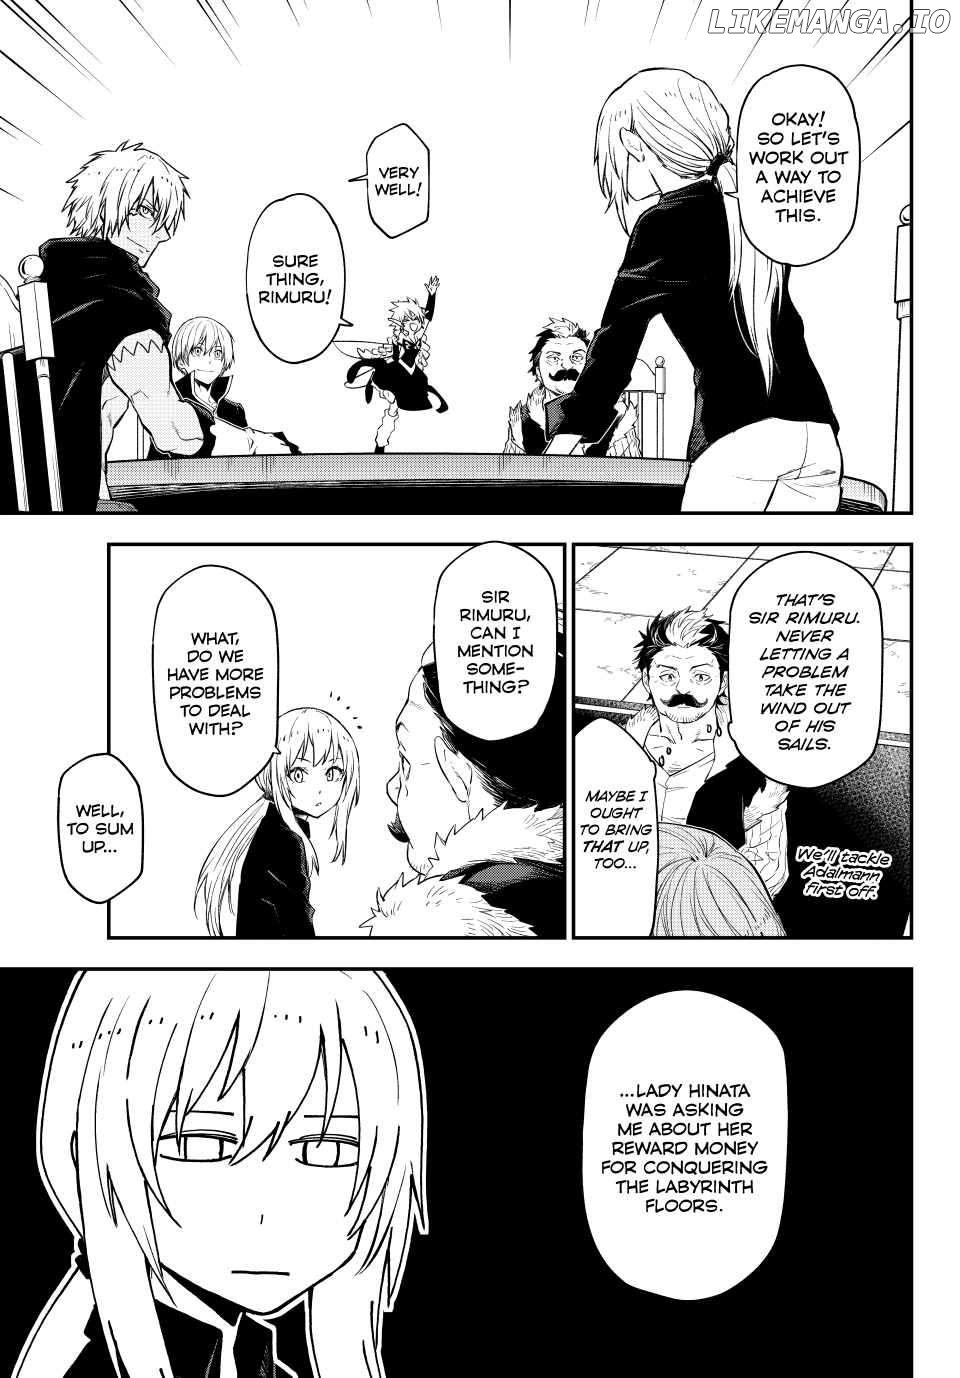 LIKEMANGA.IO
OKAY!
SO LET'S
WORK OUT
A WAY TO
ACHIEVE
THIS.
VERY
WELL!
SURE
THING,
RIMURU!
THAT'S
SIR RIMURU.
NEVER
LETTING A
PROBLEM
TAKE THE
WIND OUT
OF HIS
SAILS.
MAYBE I
OUGHT
TO BRING
THAT UP,
TOO...
We'll tackle
Adalmann
first off.
SIR
RIMURU,
CAN I
MENTION
SOME-
THING?
WHAT,
DO WE
HAVE MORE
PROBLEMS
TO DEAL
WITH?
WELL,
TO SUM
UP...
...LADY HINATA
WAS ASKING
ME ABOUT HER
REWARD MONEY
FOR CONQUERING
THE LABYRINTH
FLOORS.